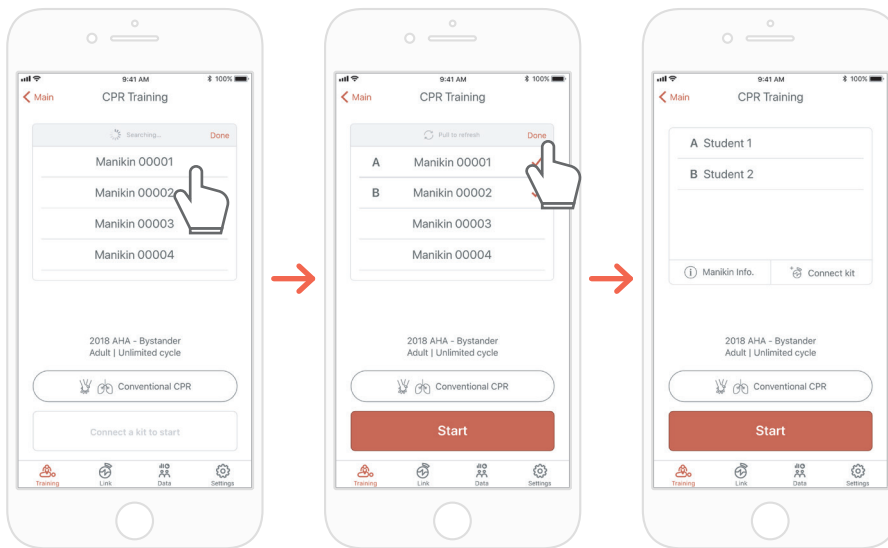 9:41 AM
100%
Main
CPR Training
Searching...
Done
Manikin 00001
Manikin 00002
Manikin 00003
Manikin 00004
2018 AHA - Bystander
Adult | Unlimited cycle
Conventional CPR
Connect a kit to start
Training
Link
Data
Settings
9:41 AM
100%
Main
CPR Training
Pull to refresh
Done
A Manikin 00001
B Manikin 00002
Manikin 00003
Manikin 00004
2018 AHA - Bystander
Adult | Unlimited cycle
Conventional CPR
Start
Training
Link
Data
Settings
9:41 AM
100%
Main
CPR Training
A Student 1
B Student 2
Manikin Info.
Connect kit
2018 AHA - Bystander
Adult | Unlimited cycle
Conventional CPR
Start
Training
Link
Data
Settings